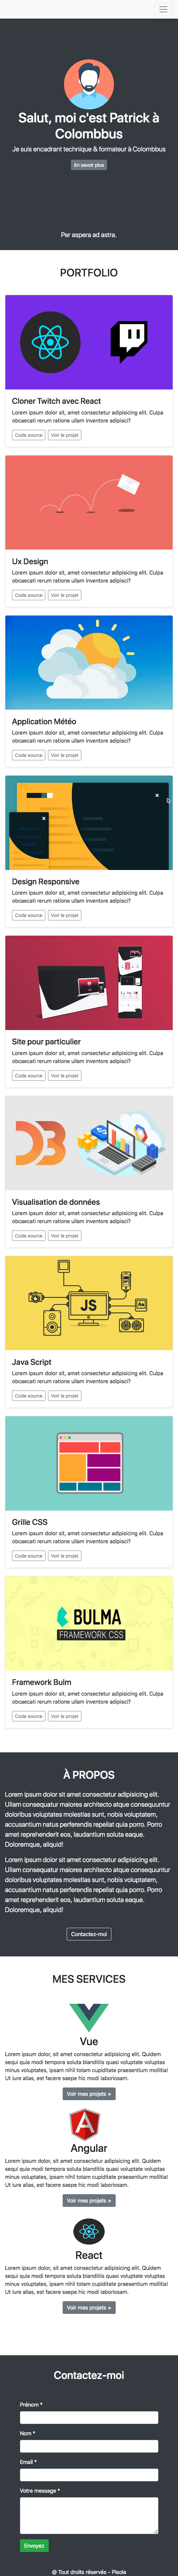 Salut, moi c'est Patrick à
Colombbus
Je suis encadrant technique & formateur à Colombbus
En savoir plus
Per aspera ad astra.
PORTFOLIO
Cloner Twitch avec React
Lorem ipsum dolor sit, amet consectetur adipisicing elit. Culpa
obcaecati rerum ratione ullam inventore adipisci?
Code source Voir le projet
Ux Design
Lorem ipsum dolor sit, amet consectetur adipisicing elit. Culpa
obcaecati rerum ratione ullam inventore adipisci?
Code source Voir le projet
Application Météo
Lorem ipsum dolor sit, amet consectetur adipisicing elit. Culpa
obcaecati rerum ratione ullam inventore adipisci?
Code source Voir le projet
Design Responsive
Lorem ipsum dolor sit, amet consectetur adipisicing elit. Culpa
obcaecati rerum ratione ullam inventore adipisci?
Code source Voir le projet
Site pour particulier
Lorem ipsum dolor sit, amet consectetur adipisicing elit. Culpa
obcaecati rerum ratione ullam inventore adipisci?
Code source Voir le projet
Visualisation de données
Lorem ipsum dolor sit, amet consectetur adipisicing elit. Culpa
obcaecati rerum ratione ullam inventore adipisci?
Code source Voir le projet
JS
Aa
Java Script
Lorem ipsum dolor sit, amet consectetur adipisicing elit. Culpa
obcaecati rerum ratione ullam inventore adipisci?
Code source Voir le projet
Grille CSS
Lorem ipsum dolor sit, amet consectetur adipisicing elit. Culpa
obcaecati rerum ratione ullam inventore adipisci?
Code source Voir le projet
BULMA
FRAMEWORK CSS
Framework Bulm
Lorem ipsum dolor sit, amet consectetur adipisicing elit. Culpa
obcaecati rerum ratione ullam inventore adipisci?
Code source Voir le projet
À PROPOS
Lorem ipsum dolor sit amet consectetur adipisicing elit.
Ullam consequatur maiores architecto atque consequuntur
doloribus voluptates molestias sunt, nobis voluptatem,
accusantium natus perferendis repellat quia porro. Porro
amet reprehenderit eos, laudantium soluta eaque.
Doloremque, aliquid!
Lorem ipsum dolor sit amet consectetur adipisicing elit.
Ullam consequatur maiores architecto atque consequuntur
doloribus voluptates molestias sunt, nobis voluptatem,
accusantium natus perferendis repellat quia porro. Porro
amet reprehenderit eos, laudantium soluta eaque.
Doloremque, aliquid!
Contactez-moi
MES SERVICES
Vue
Lorem ipsum dolor, sit amet consectetur adipisicing elit. Quidem
sequi quia modi tempora soluta blanditiis quasi voluptate voluptas
minus voluptates, ipsam nihil totam cupiditate praesentium mollitia!
Ut iure alias, est facere saepe hic modi laboriosam.
Voir mes projets »
Angular
Lorem ipsum dolor, sit amet consectetur adipisicing elit. Quidem
sequi quia modi tempora soluta blanditiis quasi voluptate voluptas
minus voluptates, ipsam nihil totam cupiditate praesentium mollitia!
Ut iure alias, est facere saepe hic modi laboriosam.
Voir mes projets »
React
Lorem ipsum dolor, sit amet consectetur adipisicing elit. Quidem
sequi quia modi tempora soluta blanditiis quasi voluptate voluptas
minus voluptates, ipsam nihil totam cupiditate praesentium mollitia!
Ut iure alias, est facere saepe hic modi laboriosam.
Voir mes projets »
Contactez-moi
Prénom *
Nom *
Email *
Votre message *
Envoyez
@ Tout droits réservés - Pisola